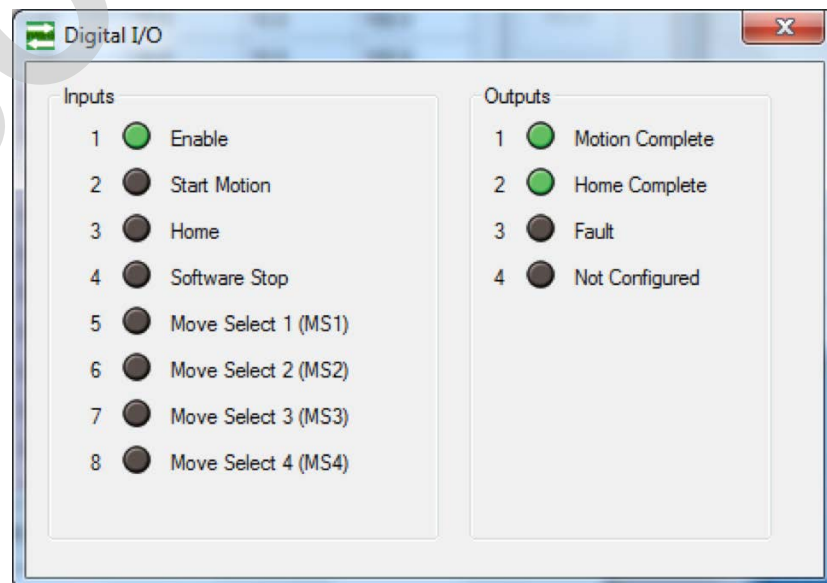 Digital I/O
Inputs
1 Enable
2 Start Motion
3 Home
4 Software Stop
5 Move Select 1 (MS1)
6 Move Select 2 (MS2)
7 Move Select 3 (MS3)
8 Move Select 4 (MS4)
Outputs
1 Motion Complete
2 Home Complete
3 Fault
4 Not Configured